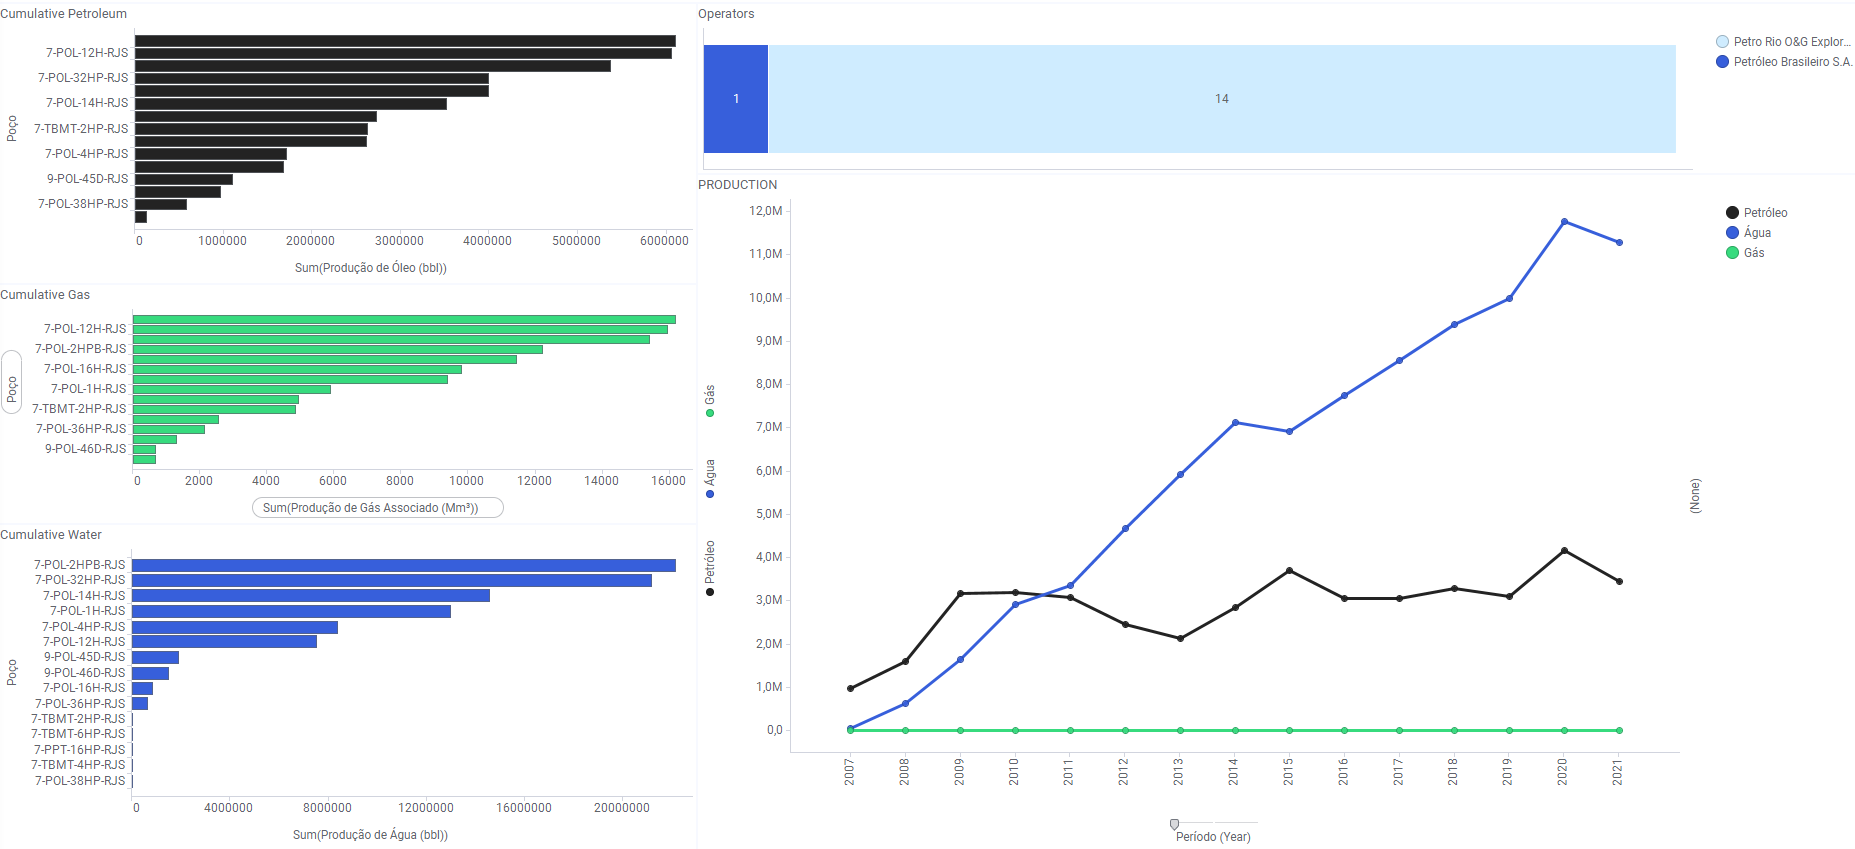 Cumulative Petroleum
Poço
7-POL-12H-RJS
7-POL-32HP-RJS
7-POL-14H-RJS
7-TBMT-2HP-RJS
7-POL-4HP-RJS
9-POL-45D-RJS
7-POL-38HP-RJS
0 1000000 2000000 3000000 4000000 5000000 6000000
Sum(Produção de Óleo (bbl))
Cumulative Gas
Poço
7-POL-12H-RJS
7-POL-2HPB-RJS
7-POL-16H-RJS
7-POL-1H-RJS
7-TBMT-2HP-RJS
7-POL-36HP-RJS
9-POL-46D-RJS
0 2000 4000 6000 8000 10000 12000 14000 16000
Sum(Produção de Gás Associado (Mm³))
Cumulative Water
Poço
7-POL-2HPB-RJS
7-POL-32HP-RJS
7-POL-14H-RJS
7-POL-1H-RJS
7-POL-4HP-RJS
7-POL-12H-RJS
9-POL-45D-RJS
9-POL-46D-RJS
7-POL-16H-RJS
7-POL-36HP-RJS
7-TBMT-2HP-RJS
7-TBMT-6HP-RJS
7-PPT-16HP-RJS
7-TBMT-4HP-RJS
7-POL-38HP-RJS
0 4000000 8000000 12000000 16000000 20000000
Sum(Produção de Água (bbl))
Operators
1 14
Petro Rio O&G Explor...
Petróleo Brasileiro S.A.
PRODUCTION
Gás
Água
Petróleo
12,0M
11,0M
10,0M
9,0M
8,0M
7,0M
6,0M
5,0M
4,0M
3,0M
2,0M
1,0M
0,0
2007 2008 2009 2010 2011 2012 2013 2014 2015 2016 2017 2018 2019 2020 2021
Período (Year)
(None)
Petróleo
Água
Gás